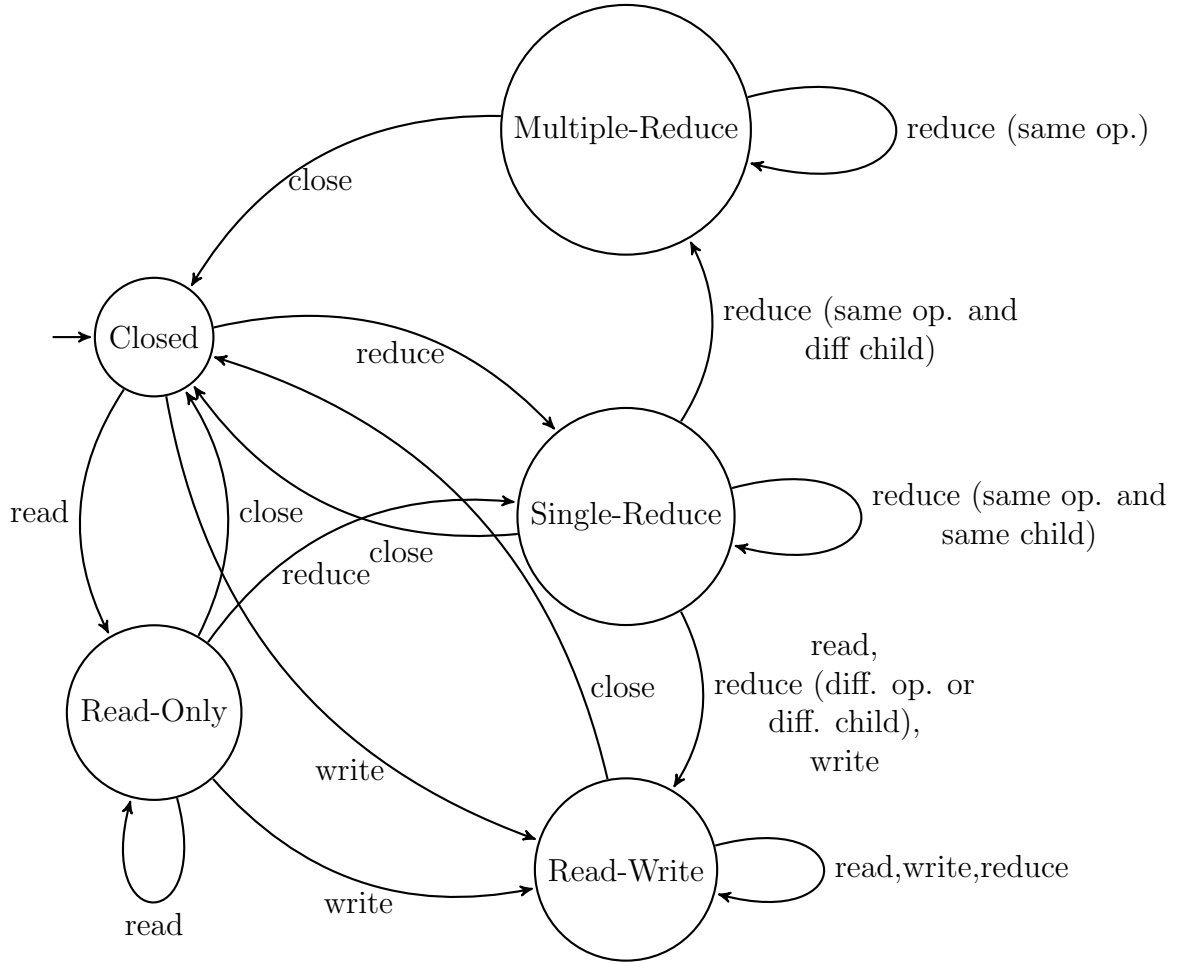 Multiple-Reduce
reduce (same op.)
close
reduce (same op. and
diff child)
Closed
reduce
reduce (same op. and
same child)
Single-Reduce
read
close
close
reduce
read,
reduce (diff. op. or
diff. child),
write
close
Read-Only
write
Read-Write
read,write,reduce
write
read